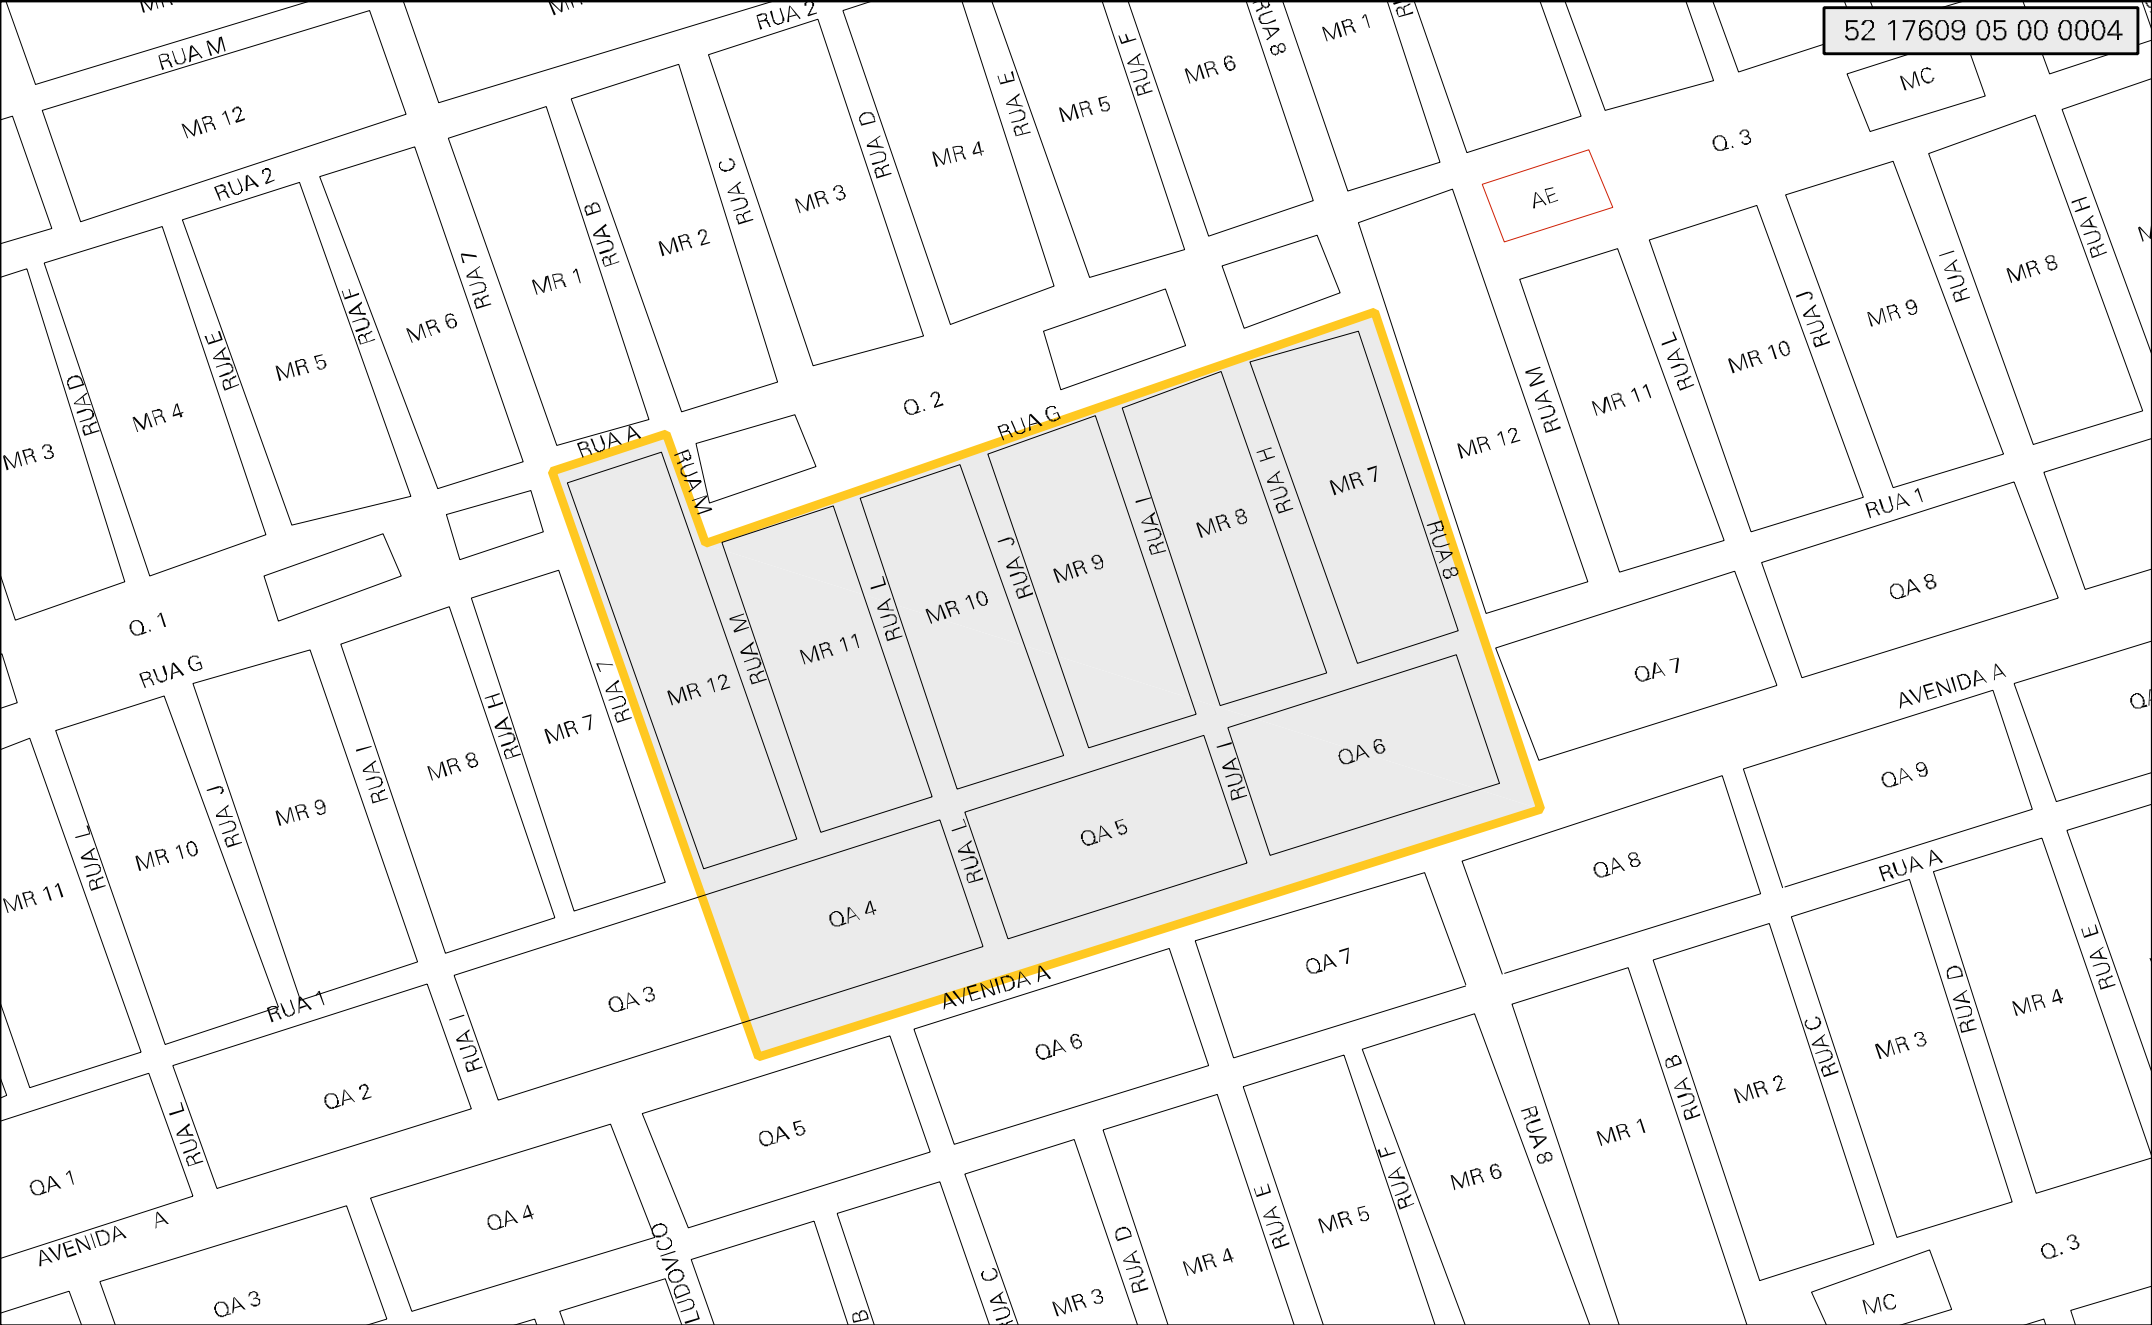 52 17609 05 00 0004
RUA 2
RUA M
MR 12
RUA 2
RUA 8
MR 1
MC
RUA F
MR 6
RUA E
MR 5
RUA D
MR 4
Q. 3
AE
RUA C
MR 3
RUA B
MR 2
RUA 7
MR 1
RUA F
MR 6
RUA E
MR 5
RUA D
MR 4
MR 3
RUA H
MR 8
RUA I
MR 9
RUA J
MR 10
RUA L
MR 11
RUA M
MR 12
Q. 2
RUA G
RUA A
RUA M
RUA H
MR 7
RUA 8
RUA I
MR 8
RUA J
MR 9
RUA L
MR 10
RUA M
MR 11
MR 12
RUA 7
RUA 1
QA 8
QA 7
AVENIDA A
Q. 1
RUA G
RUA H
MR 7
RUA I
MR 8
RUA J
MR 9
RUA L
MR 10
MR 11
QA 6
RUA I
QA 5
RUA L
QA 4
QA 9
QA 8
RUA A
QA 7
AVENIDA A
QA 3
RUA 1
RUA I
QA 2
RUA L
QA 1
AVENIDA A
QA 6
QA 5
QA 4
QA 3
RUA E
MR 4
RUA D
MR 3
RUA C
MR 2
RUA B
MR 1
RUA 8
MR 6
RUA F
MR 5
RUA E
MR 4
RUA D
MR 3
RUA C
B
LUDOVICO
Q. 3
MC